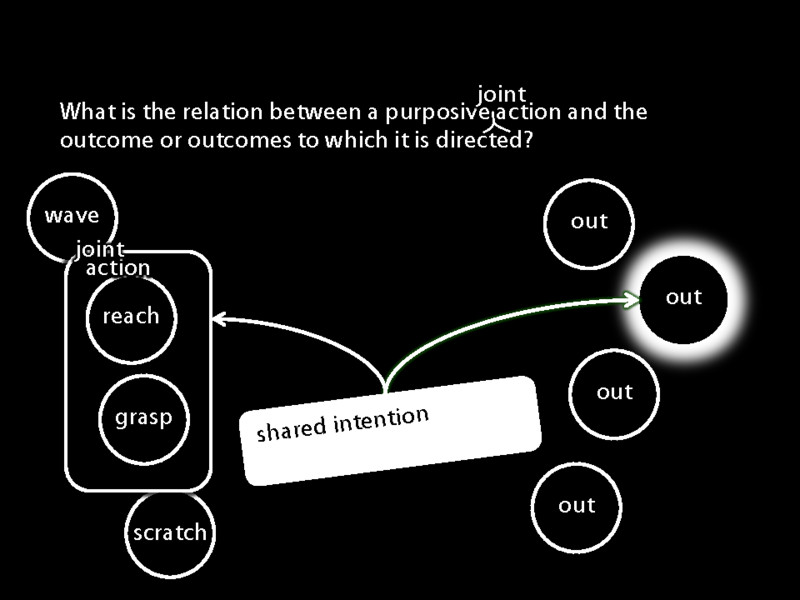 joint
What is the relation between a purposive action and the
outcome or outcomes to which it is directed?
wave
joint
action
reach
grasp
scratch
shared intention
out
out
out
out